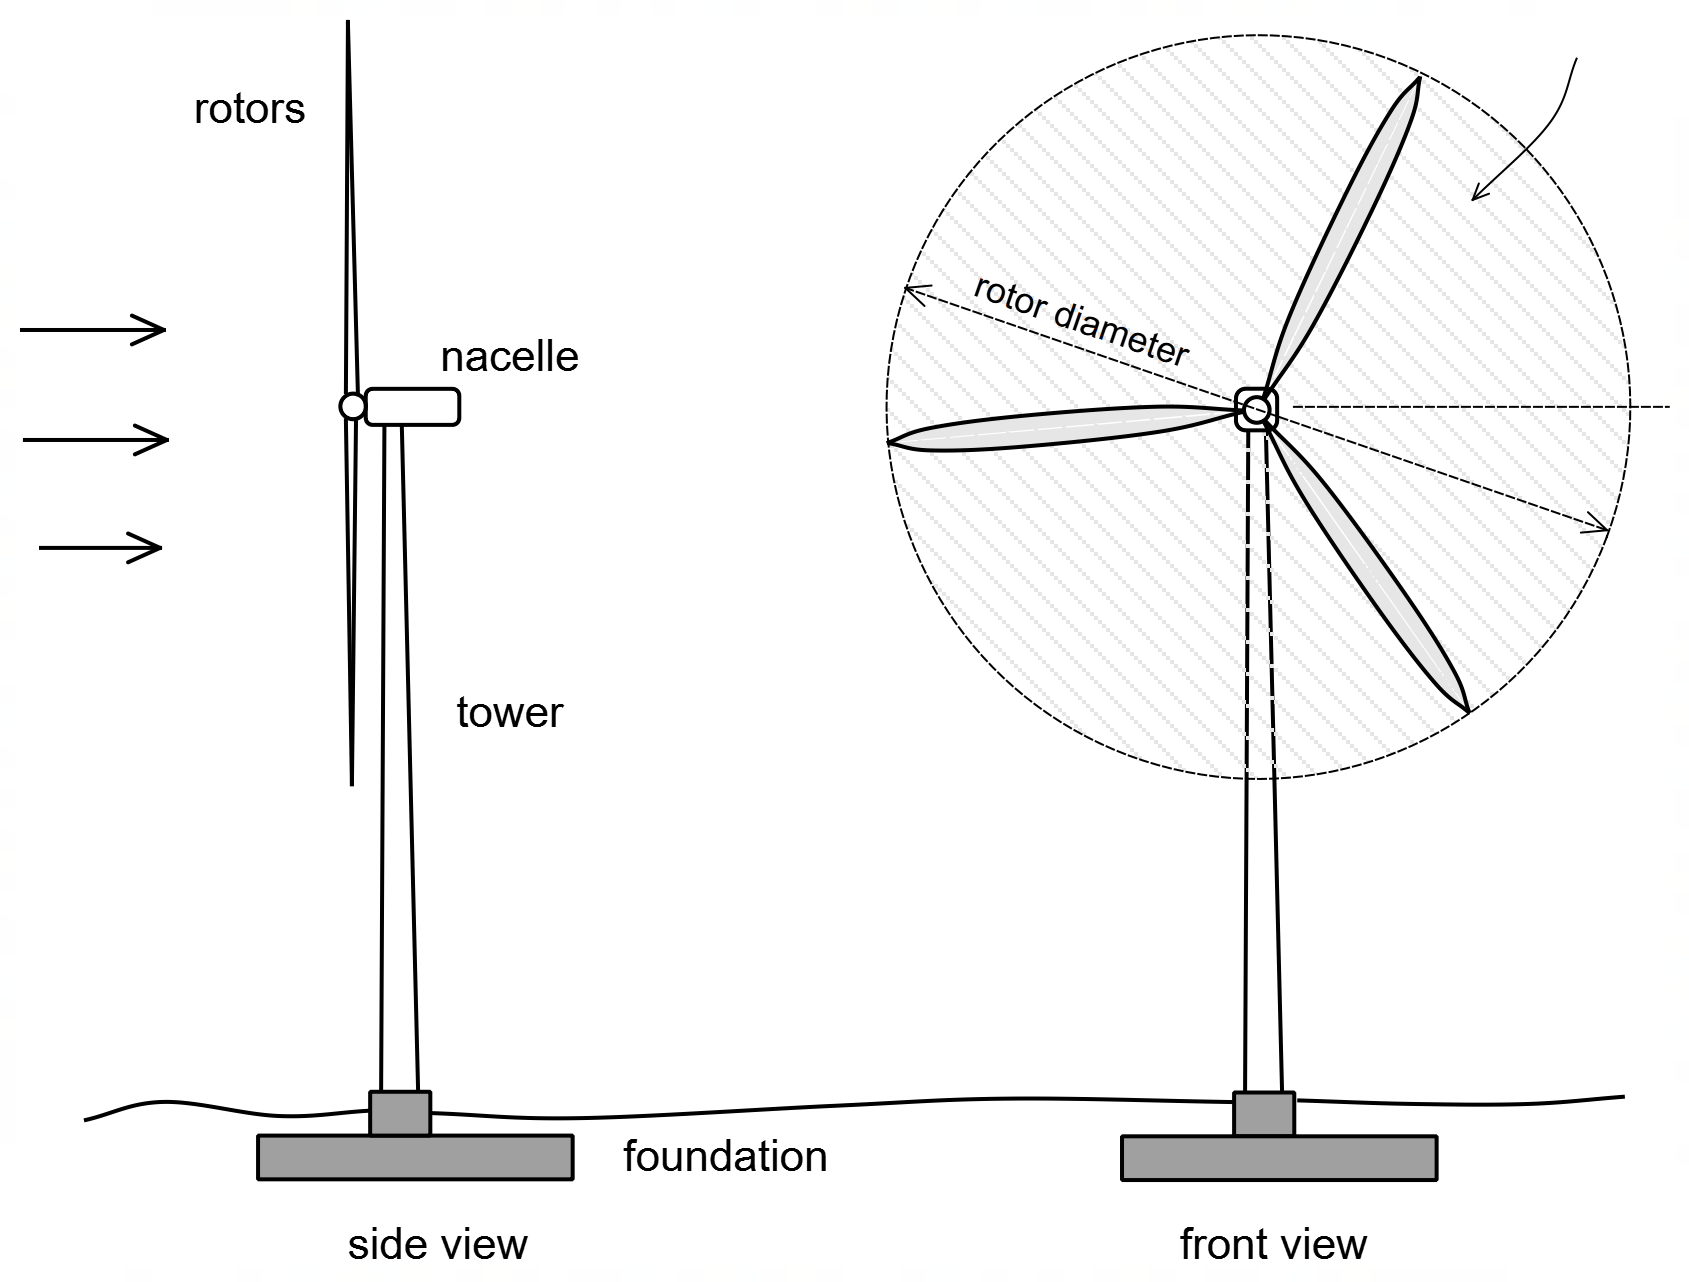 rotors
nacelle
rotor diameter
tower
foundation
side view
front view